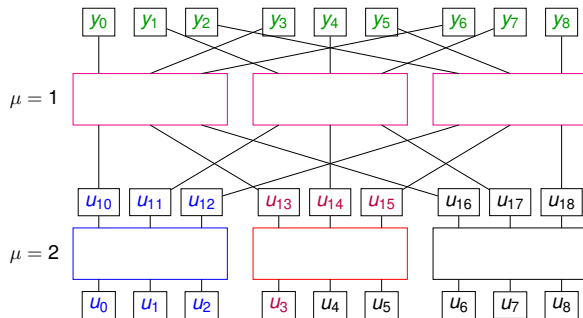 y0 y1 y2 y3 y4 y5 y6 y7 y8
μ = 1
u10 u11 u12 u13 u14 u15 u16 u17 u18
μ = 2
u0 u1 u2 u3 u4 u5 u6 u7 u8